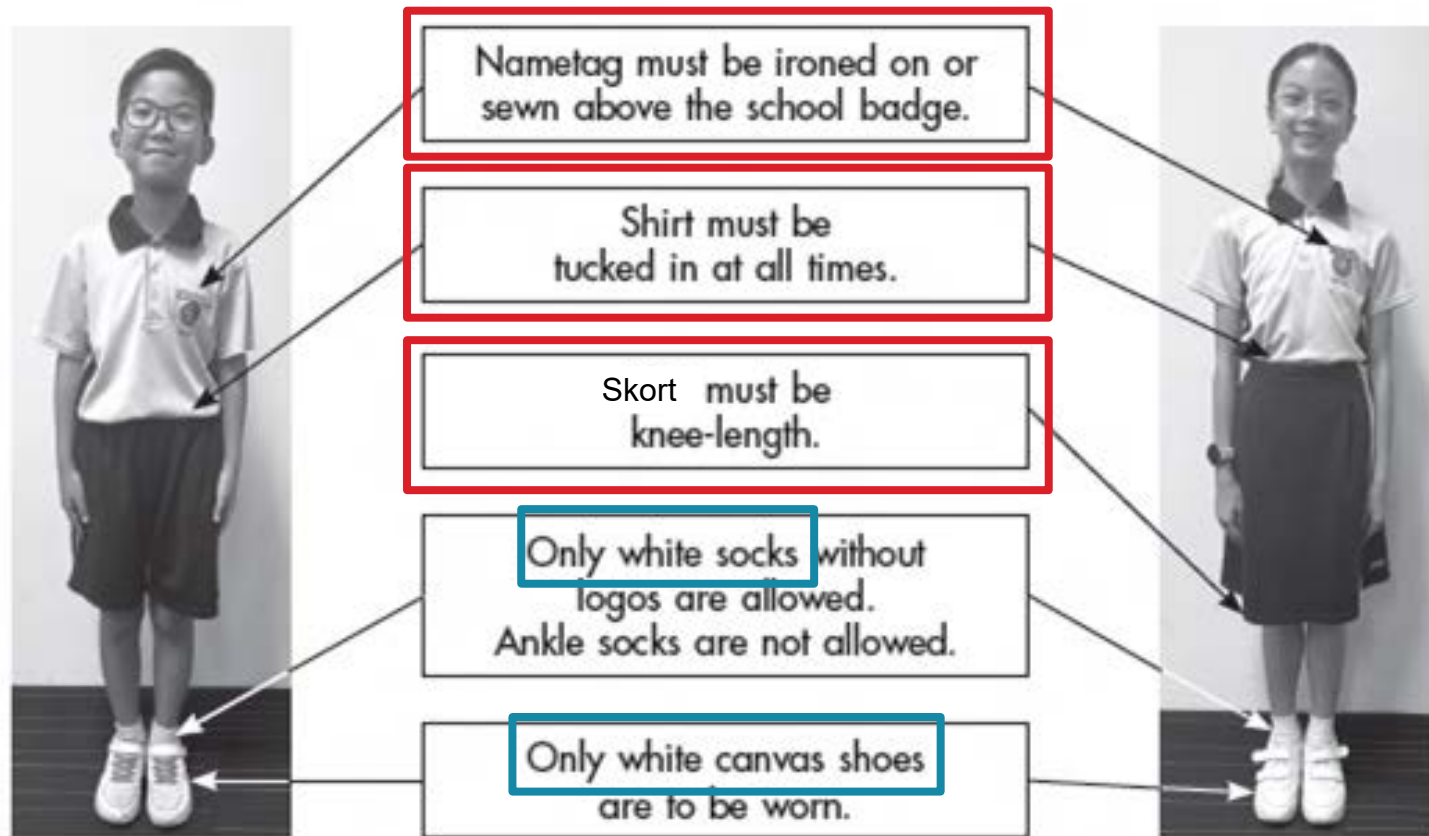 Nametag must be ironed on or
sewn above the school badge.
Shirt must be
tucked in at all times.
Skort must be
knee-length.
Only white socks without
logos are allowed.
Ankle socks are not allowed.
Only white canvas shoes
are to be worn.